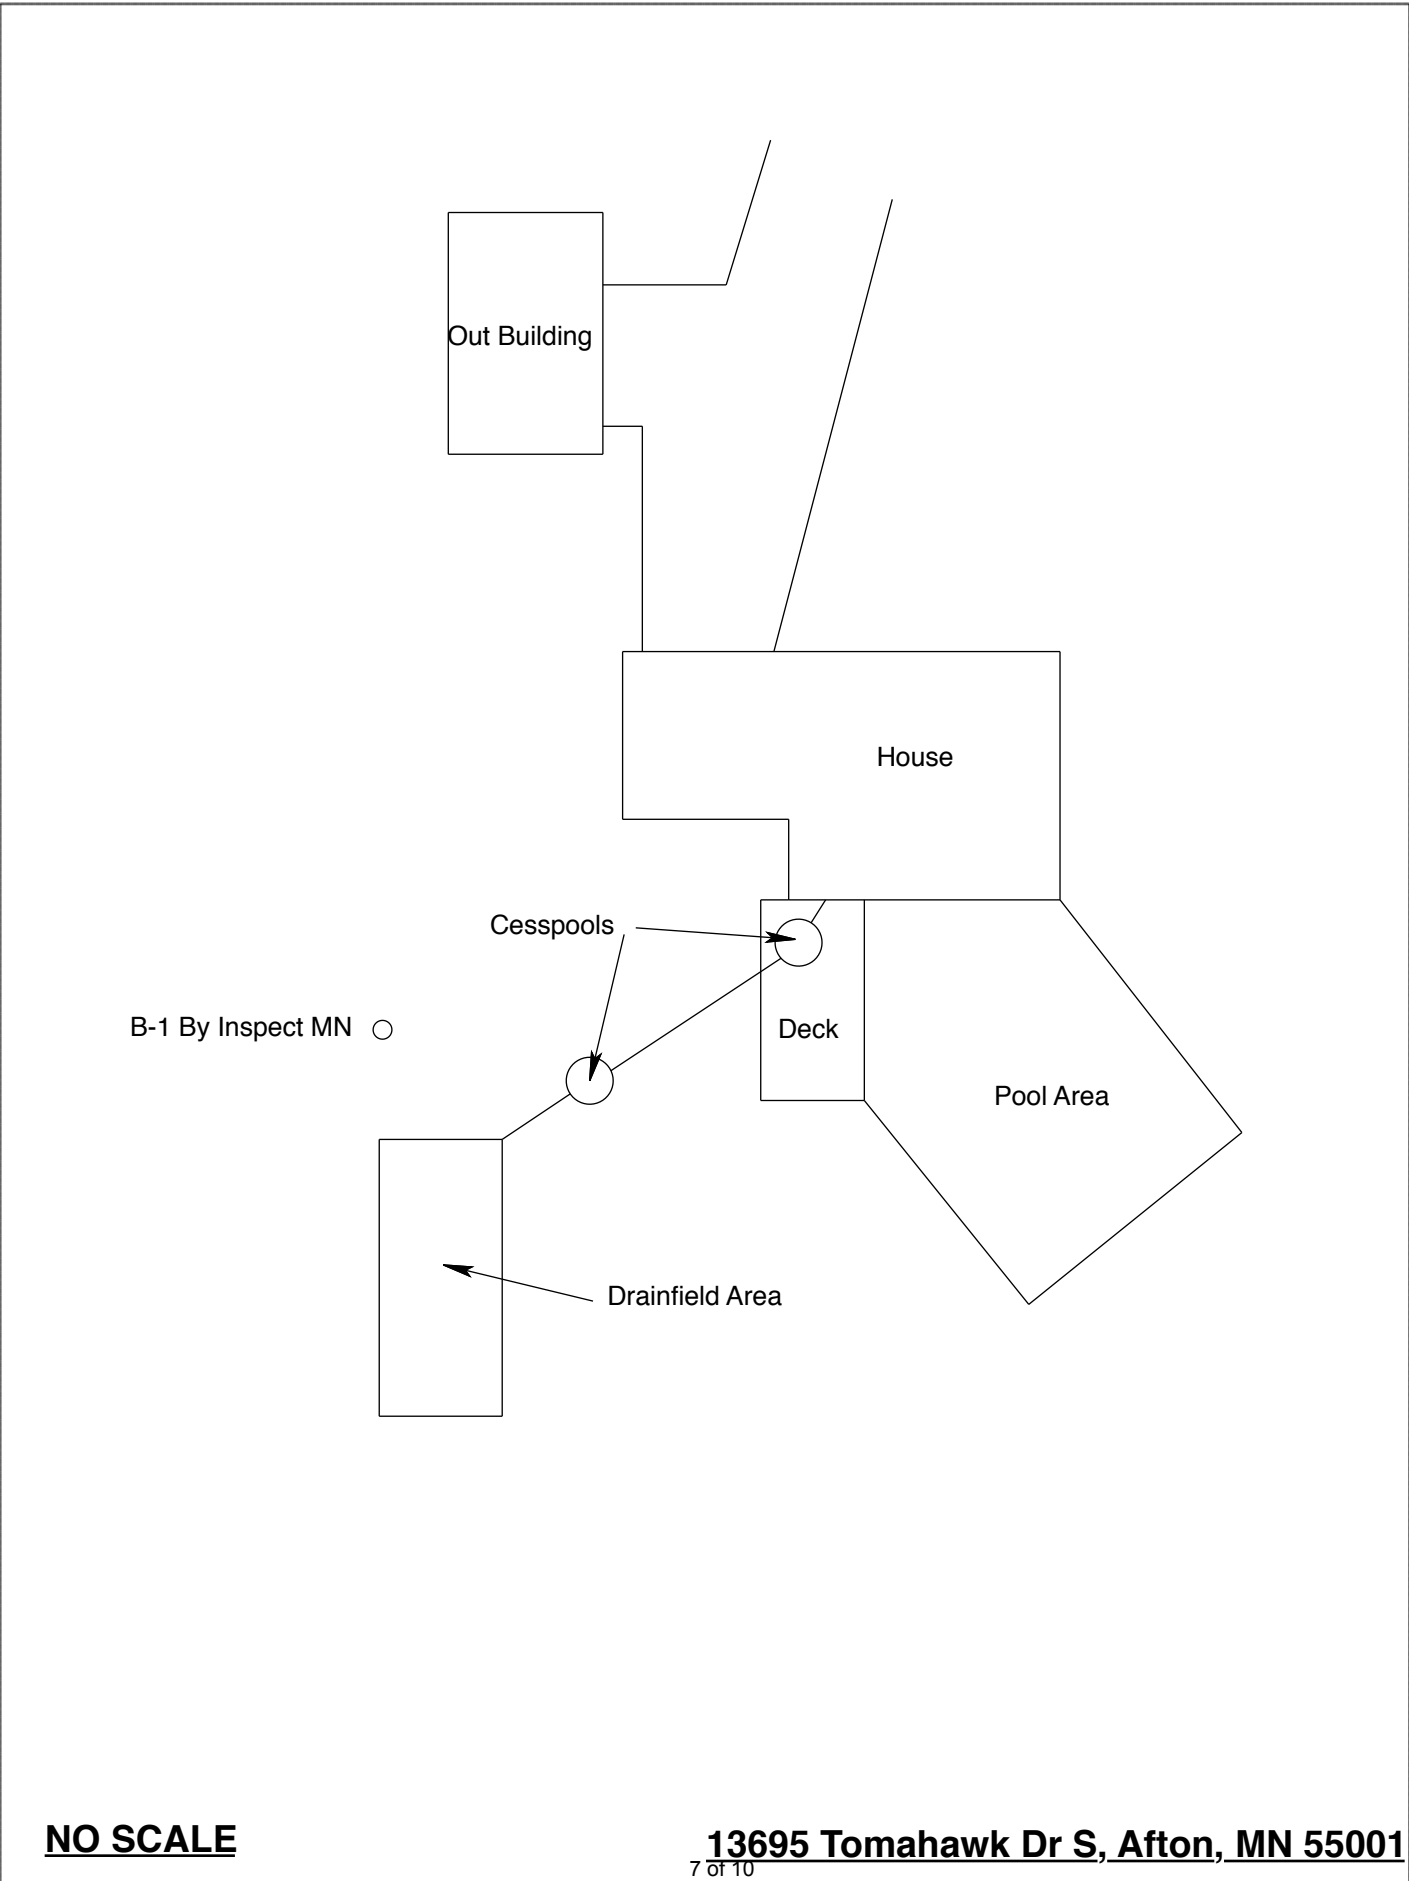 Out Building
House
Cesspools
B-1 By Inspect MN
Deck
Pool Area
Drainfield Area
NO SCALE
13695 Tomahawk Dr S, Afton, MN 55001
7 of 10